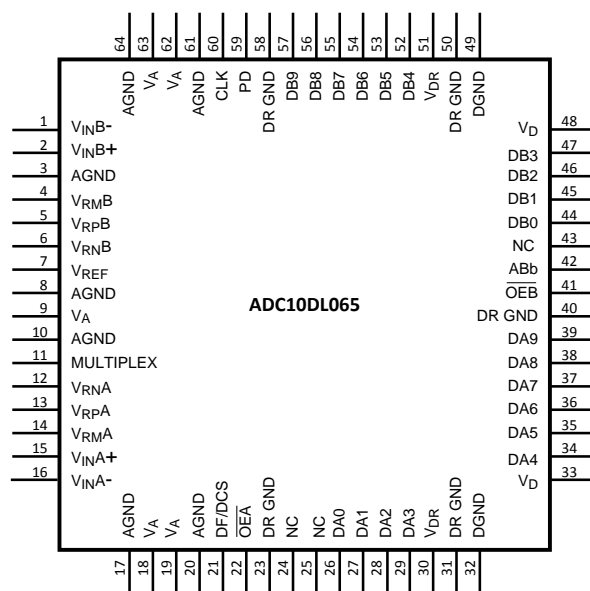 64 63 62 61 60 59 58 57 56 55 54 53 52 51 50 49
AGND VA VA AGND CLK PD DR GND DB9 DB8 DB7 DB6 DB5 DB4 VDR DR GND DGND
1 VINB-
2 VINB+
3 AGND
4 VRMB
5 VRPB
6 VRNB
7 VREF
8 AGND
9 VA
10 AGND
11 MULTIPLEX
12 VRNA
13 VRPA
14 VRMA
15 VINA+
16 VINA-
ADC10DL065
VD 48
DB3 47
DB2 46
DB1 45
DB0 44
NC 43
ABb 42
OEB 41
DR GND 40
DA9 39
DA8 38
DA7 37
DA6 36
DA5 35
DA4 34
VD 33
AGND VA VA AGND DF/DCS OEA DR GND NC NC DA0 DA1 DA2 DA3 VDR DR GND DGND
17 18 19 20 21 22 23 24 25 26 27 28 29 30 31 32